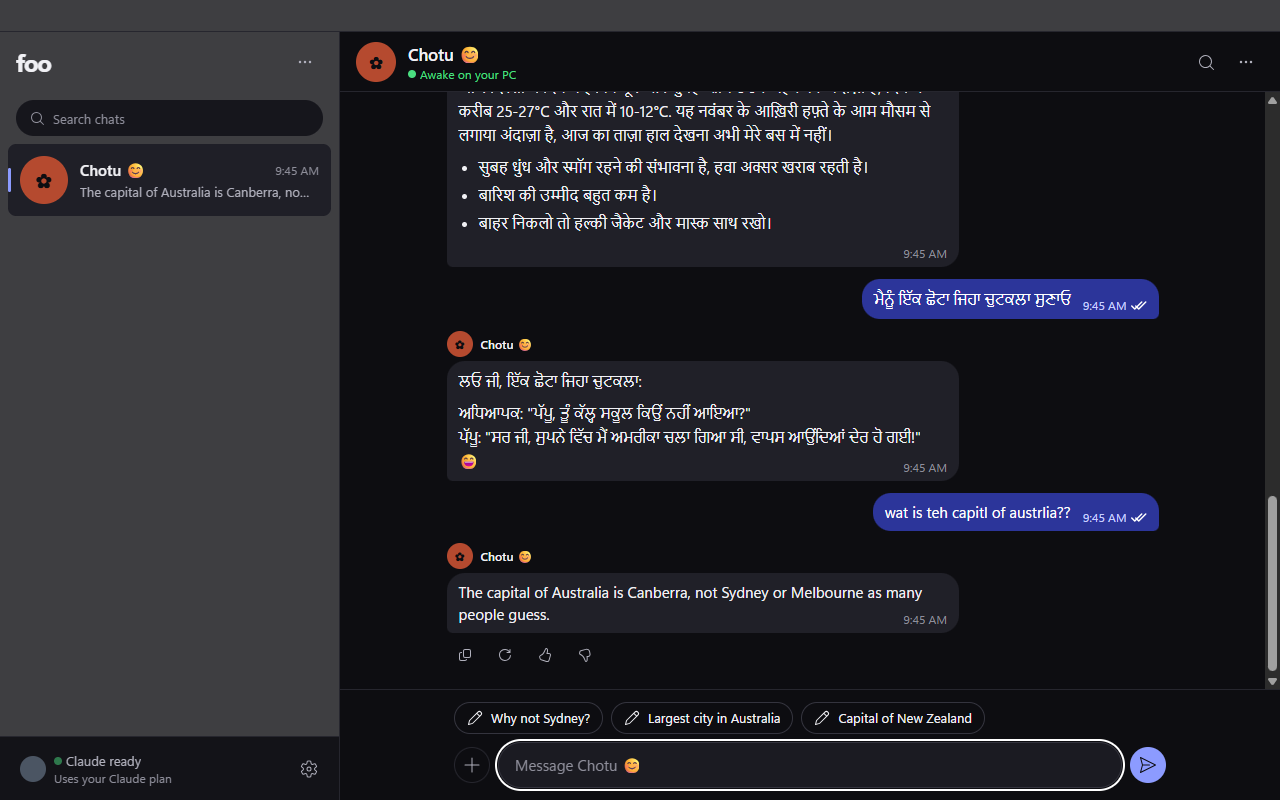 foo
Search chats
Chotu 😊
9:45 AM
The capital of Australia is Canberra, no...
Claude ready
Uses your Claude plan
Chotu 😊
Awake on your PC
करीब 25-27°C और रात में 10-12°C. यह नवंबर के आख़िरी हफ़्ते के आम मौसम से
लगाया अंदाज़ा है, आज का ताज़ा हाल देखना अभी मेरे बस में नहीं।
• सुबह धुंध और स्मॉग रहने की संभावना है, हवा अक्सर खराब रहती है।
• बारिश की उम्मीद बहुत कम है।
• बाहर निकलो तो हल्की जैकेट और मास्क साथ रखो।
9:45 AM
ਮੈਨੂੰ ਇੱਕ ਛੋਟਾ ਜਿਹਾ ਚੁਟਕਲਾ ਸੁਣਾਓ
9:45 AM
Chotu 😊
ਲਓ ਜੀ, ਇੱਕ ਛੋਟਾ ਜਿਹਾ ਚੁਟਕਲਾ:
ਅਧਿਆਪਕ: "ਪੱਪੂ, ਤੂੰ ਕੱਲ੍ਹ ਸਕੂਲ ਕਿਉਂ ਨਹੀਂ ਆਇਆ?"
ਪੱਪੂ: "ਸਰ ਜੀ, ਸੁਪਨੇ ਵਿੱਚ ਮੈਂ ਅਮਰੀਕਾ ਚਲਾ ਗਿਆ ਸੀ, ਵਾਪਸ ਆਉਂਦਿਆਂ ਦੇਰ ਹੋ ਗਈ!"
😄
9:45 AM
wat is teh capitl of austrlia??
9:45 AM
Chotu 😊
The capital of Australia is Canberra, not Sydney or Melbourne as many
people guess.
9:45 AM
Why not Sydney?
Largest city in Australia
Capital of New Zealand
Message Chotu 😊